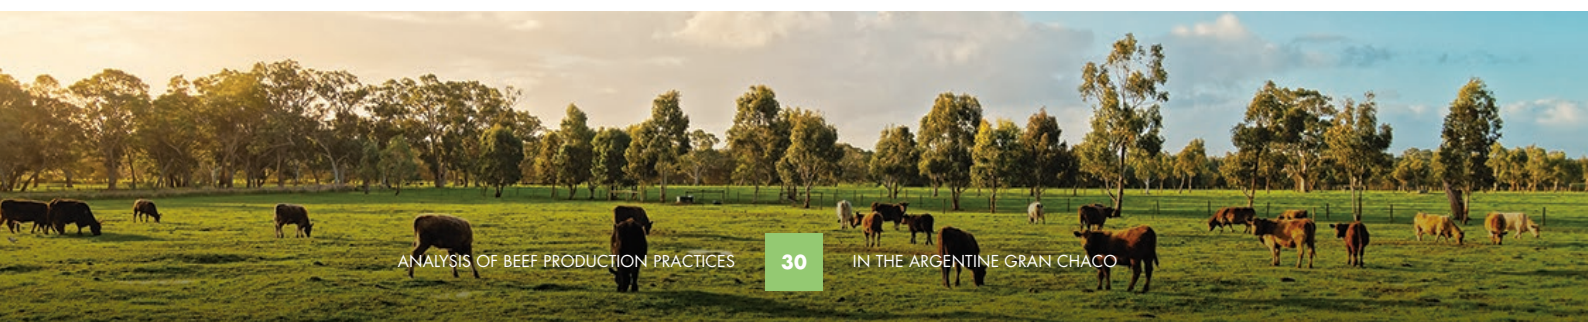 ANALYSIS OF BEEF PRODUCTION PRACTICES 30 IN THE ARGENTINE GRAN CHACO